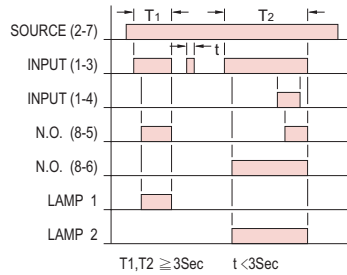 T1 T2
SOURCE (2-7)
INPUT (1-3) t
INPUT (1-4)
N.O. (8-5)
N.O. (8-6)
LAMP 1
LAMP 2
T1,T2 ≧3Sec t <3Sec